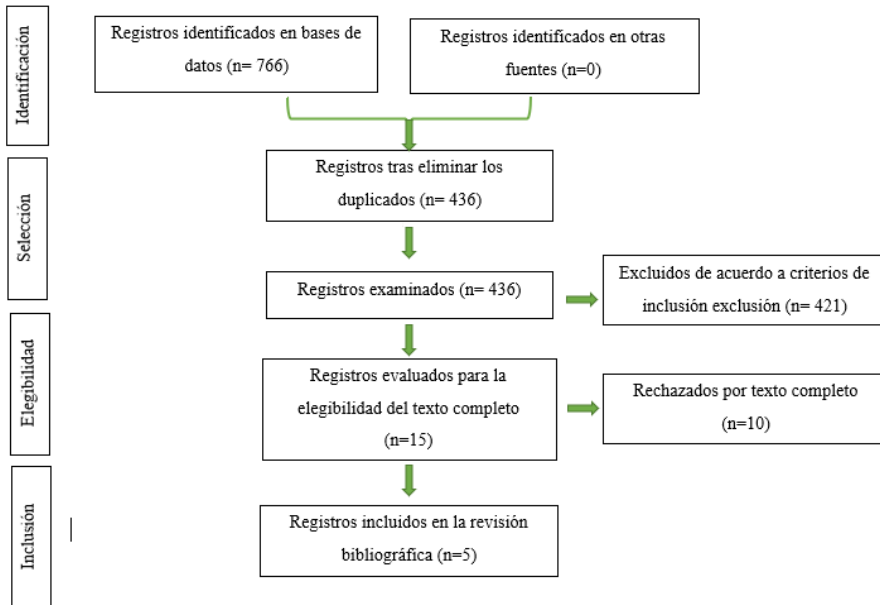 Identificación
Registros identificados en bases de
datos (n= 766)
Registros identificados en otras
fuentes (n=0)
Selección
Registros tras eliminar los
duplicados (n= 436)
Registros examinados (n= 436)
Excluidos de acuerdo a criterios de
inclusión exclusión (n= 421)
Elegibilidad
Registros evaluados para la
elegibilidad del texto completo
(n=15)
Rechazados por texto completo
(n=10)
Inclusión
Registros incluidos en la revisión
bibliográfica (n=5)